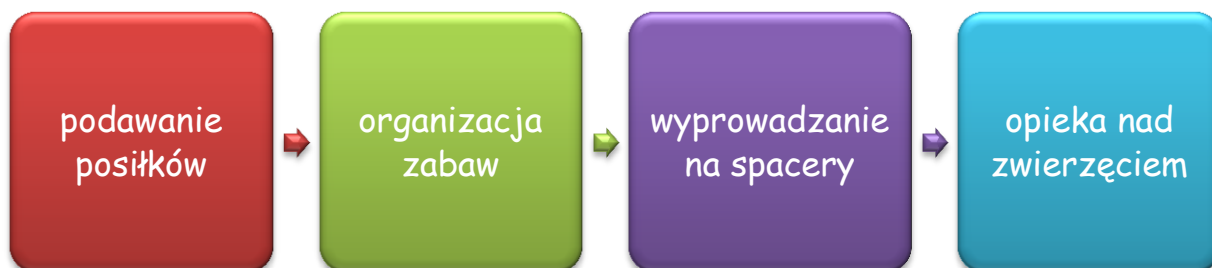 podawanie
posiłków
organizacja
zabaw
wyprowadzanie
na spacery
opieka nad
zwierzęciem